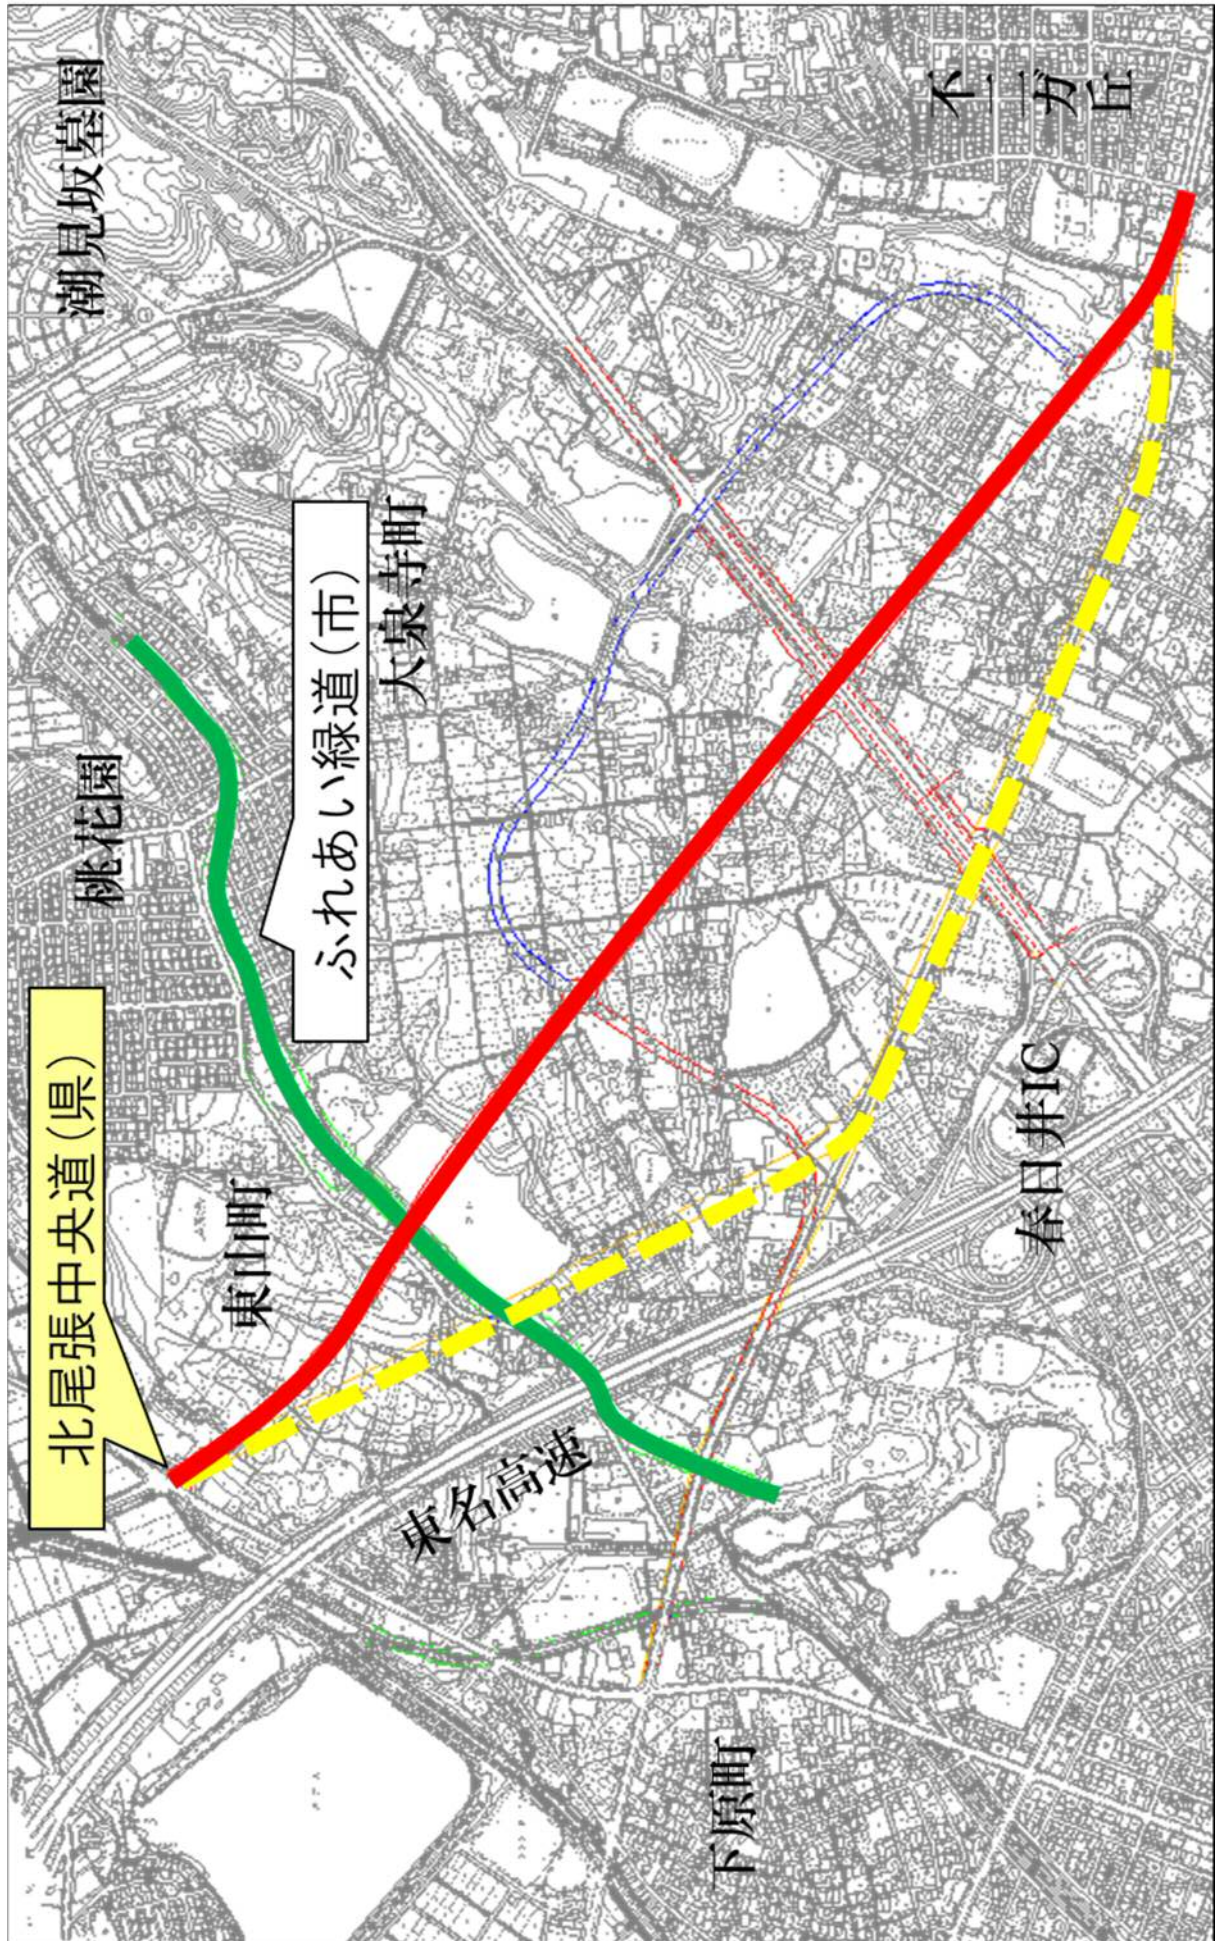 北尾張中央道(県)
潮見坂墓園
桃花園
東山町
ふれあい緑道(市)
大泉寺町
東名高速
下原町
春日井IC
不二ガ丘